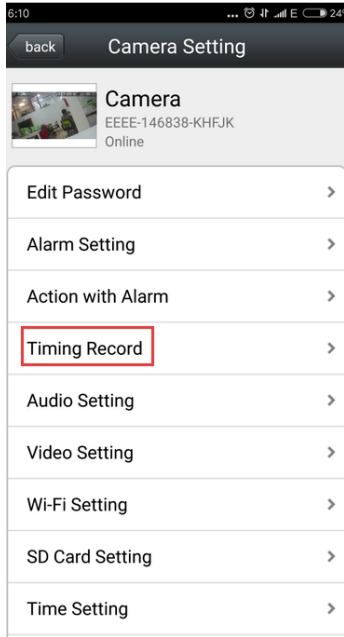 6:10
... E 24%
back
Camera Setting
Camera
EEEE-146838-KHFJK
Online
Edit Password
Alarm Setting
Action with Alarm
Timing Record
Audio Setting
Video Setting
Wi-Fi Setting
SD Card Setting
Time Setting